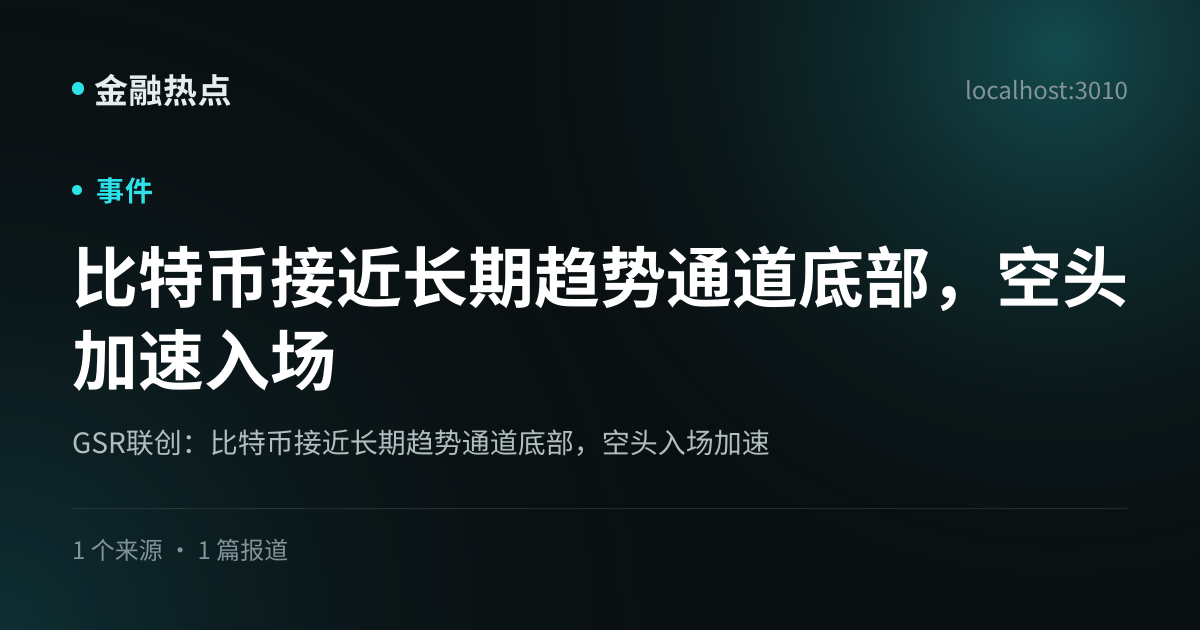 金融热点
localhost:3010
事件
比特币接近长期趋势通道底部，空头
加速入场
GSR联创：比特币接近长期趋势通道底部，空头入场加速
1 个来源 · 1 篇报道